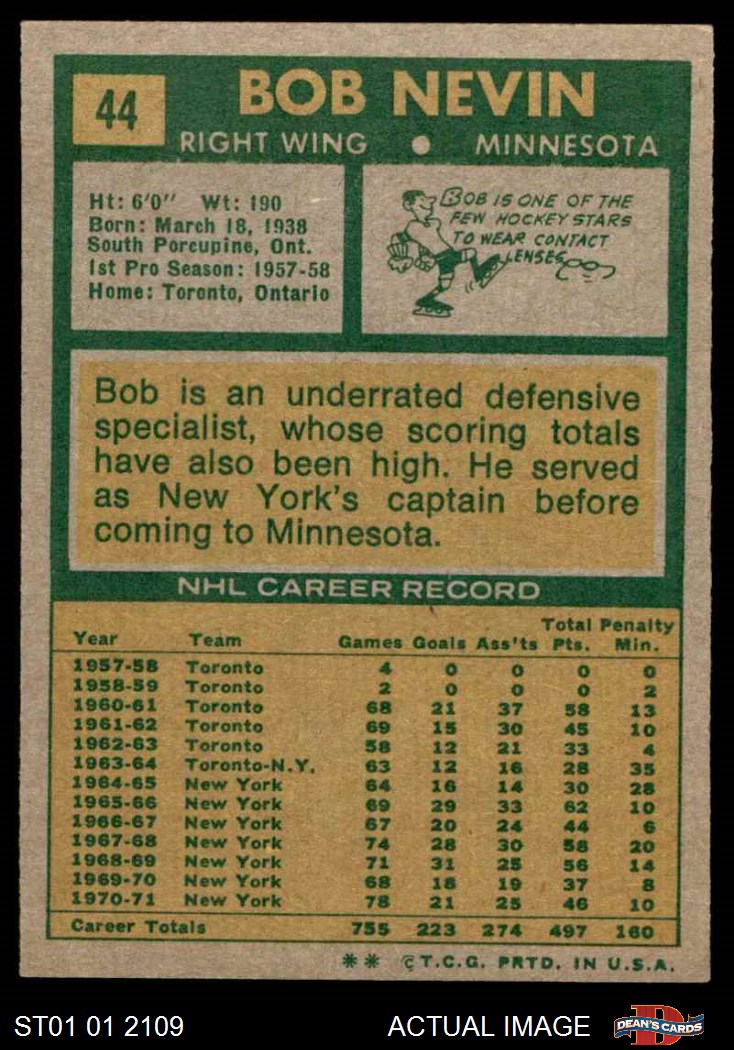 44
BOB NEVIN
RIGHT WING ● MINNESOTA
Ht: 6'0" Wt: 190
Born: March 18, 1938
South Porcupine, Ont.
1st Pro Season: 1957-58
Home: Toronto, Ontario
BOB IS ONE OF THE
FEW HOCKEY STARS
TO WEAR CONTACT
LENSES
Bob is an underrated defensive
specialist, whose scoring totals
have also been high. He served
as New York's captain before
coming to Minnesota.
NHL CAREER RECORD
Year Team Games Goals Ass'ts Total Pts. Penalty Min.
1957-58 Toronto 4 0 0 0 0
1958-59 Toronto 2 0 0 0 2
1960-61 Toronto 68 21 37 58 13
1961-62 Toronto 69 15 30 45 10
1962-63 Toronto 58 12 21 33 4
1963-64 Toronto-N.Y. 63 12 16 28 35
1964-65 New York 64 16 14 30 28
1965-66 New York 69 29 33 62 10
1966-67 New York 67 20 24 44 6
1967-68 New York 74 28 30 58 20
1968-69 New York 71 31 25 56 14
1969-70 New York 68 18 19 37 8
1970-71 New York 78 21 25 46 10
Career Totals 755 223 274 497 160
** © T.C.G. PRTD. IN U.S.A.
ST01 01 2109 ACTUAL IMAGE DEAN'S CARDS